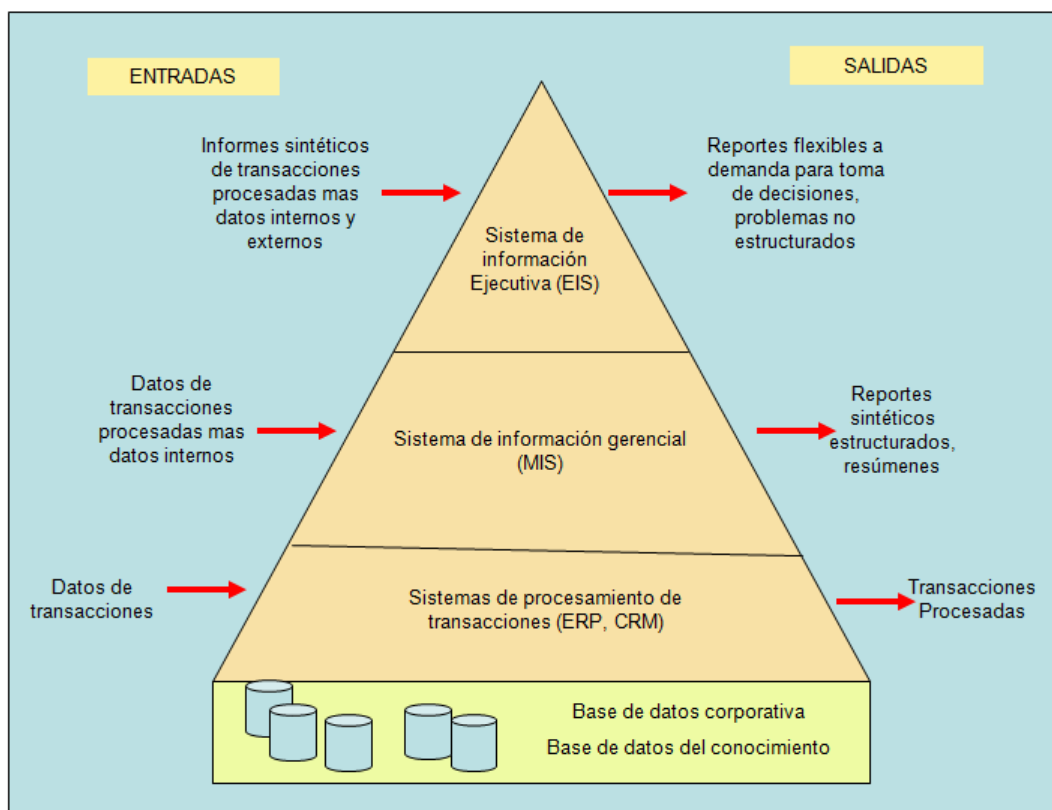 ENTRADAS
SALIDAS
Informes sintéticos
de transacciones
procesadas mas
datos internos y
externos
Sistema de
información
Ejecutiva (EIS)
Reportes flexibles a
demanda para toma
de decisiones,
problemas no
estructurados
Datos de
transacciones
procesadas mas
datos internos
Sistema de información gerencial
(MIS)
Reportes
sintéticos
estructurados,
resúmenes
Datos de
transacciones
Sistemas de procesamiento de
transacciones (ERP, CRM)
Transacciones
Procesadas
Base de datos corporativa
Base de datos del conocimiento